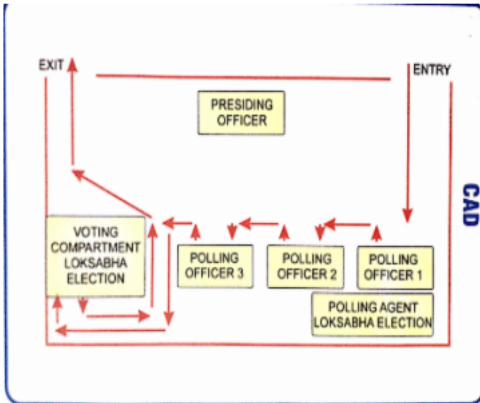 EXIT
ENTRY
PRESIDING
OFFICER
CAD
VOTING
COMPARTMENT
LOKSABHA
ELECTION
POLLING
OFFICER 3
POLLING
OFFICER 2
POLLING
OFFICER 1
POLLING AGENT
LOKSABHA ELECTION